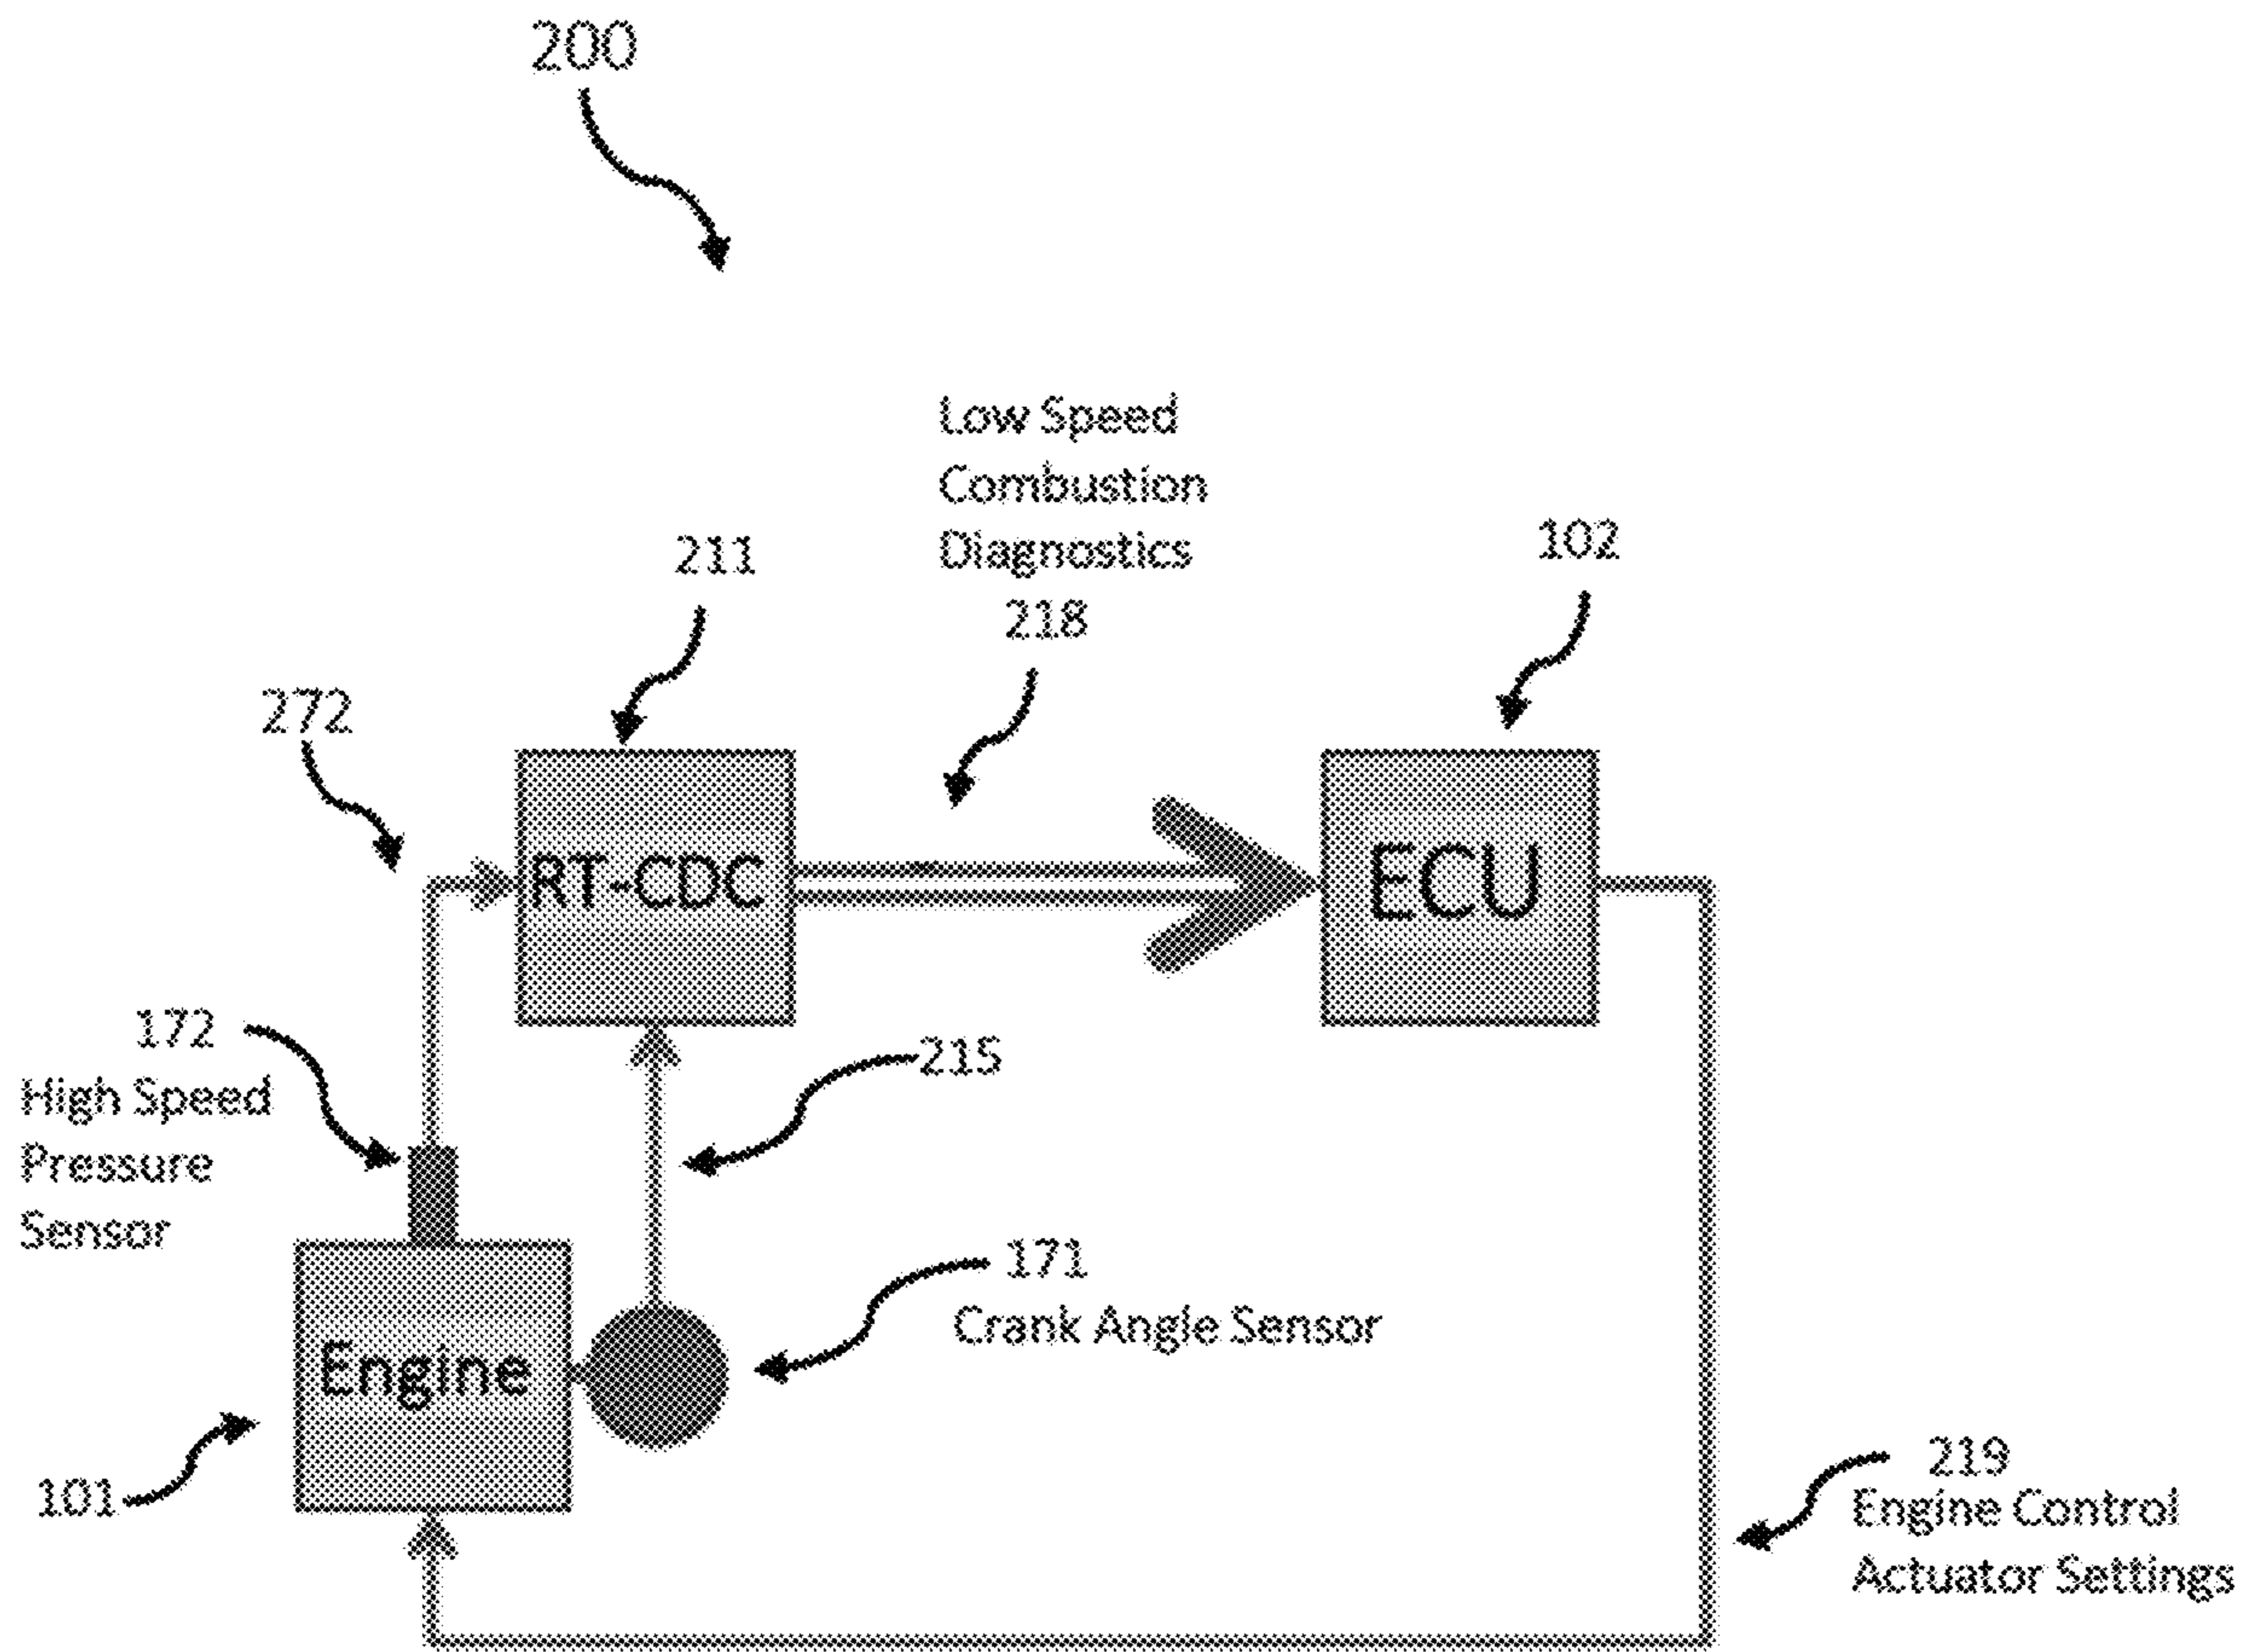 200
Low Speed
Combustion
Diagnostics
218
211
102
272
RT-CDC
ECU
172
High Speed
Pressure
Sensor
215
171
Crank Angle Sensor
Engine
101
219
Engine Control
Actuator Settings